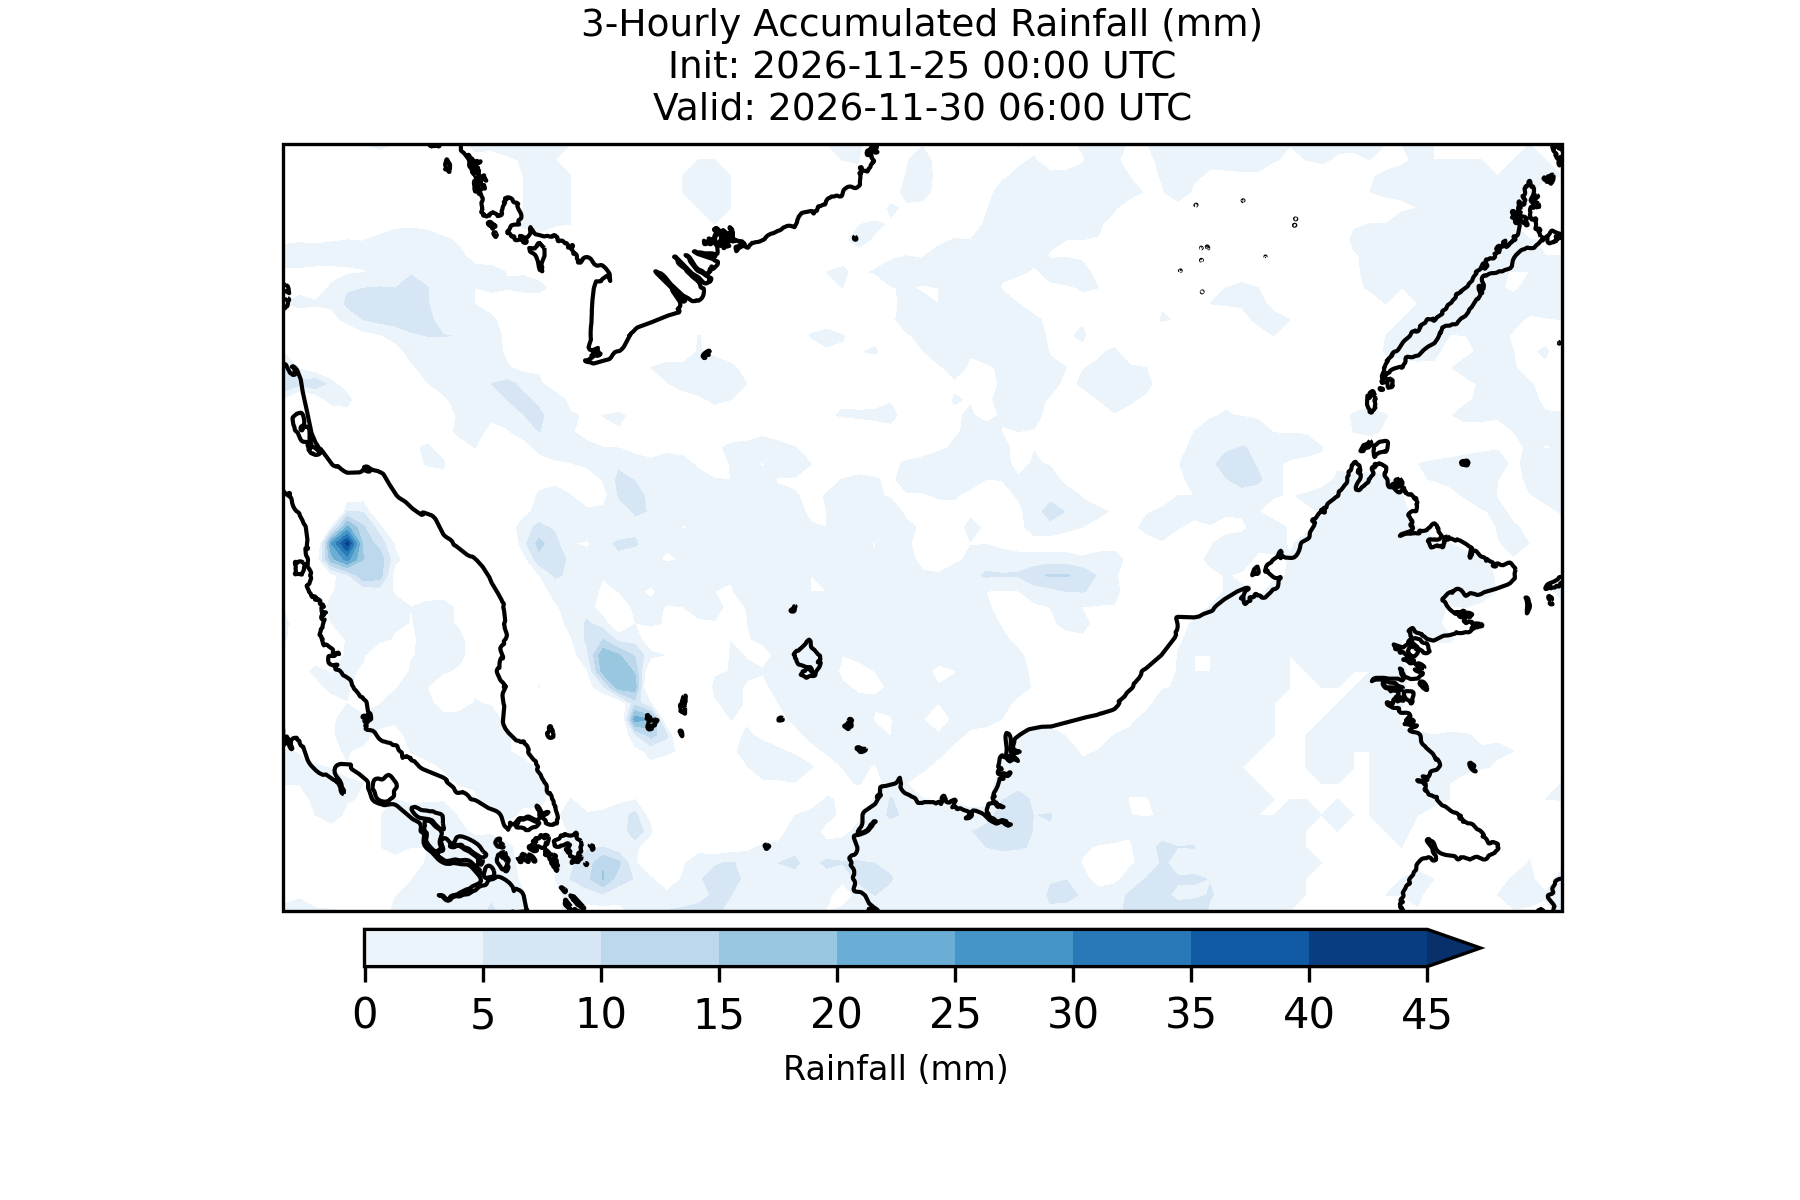 3-Hourly Accumulated Rainfall (mm)
Init: 2026-11-25 00:00 UTC
Valid: 2026-11-30 06:00 UTC
0 5 10 15 20 25 30 35 40 45
Rainfall (mm)